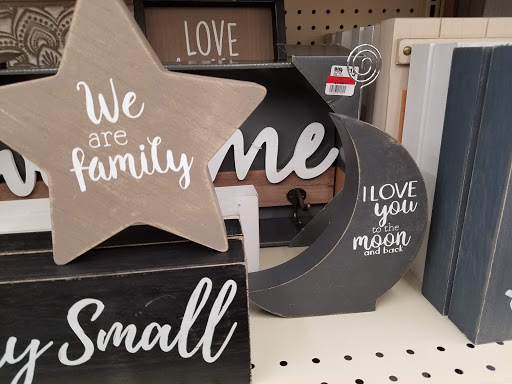 LOVE
We
are
family
me
I LOVE
you
to the
moon
and back
y Small